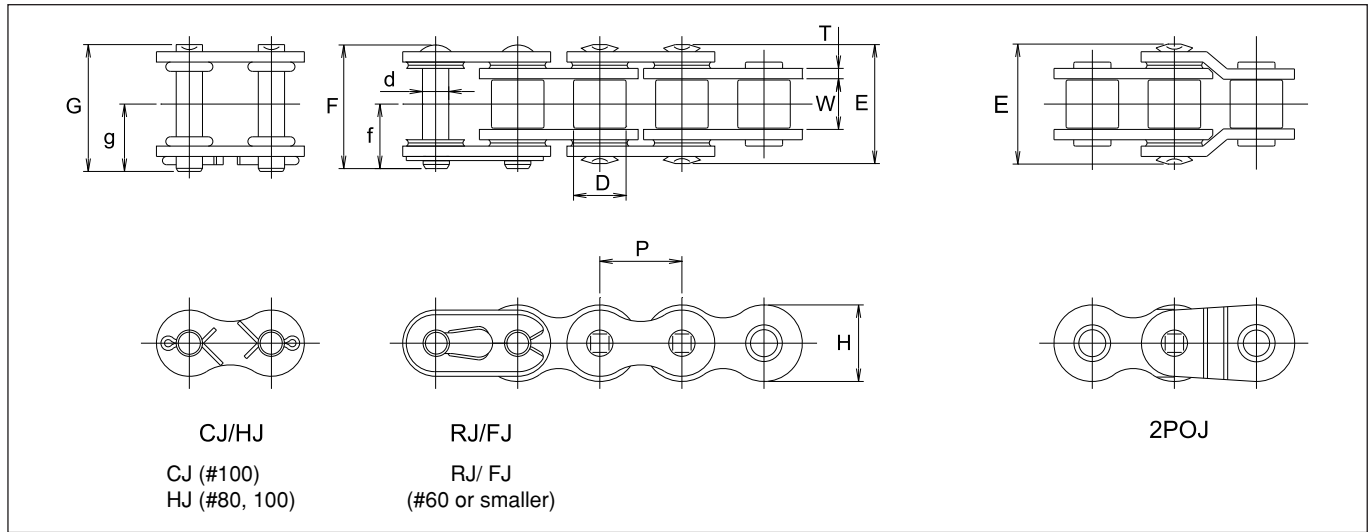 T
G
g
F
f
d
W
E
E
D
P
H
CJ/HJ
RJ/FJ
2POJ
CJ (#100)
RJ/ FJ
HJ (#80, 100)
(#60 or smaller)